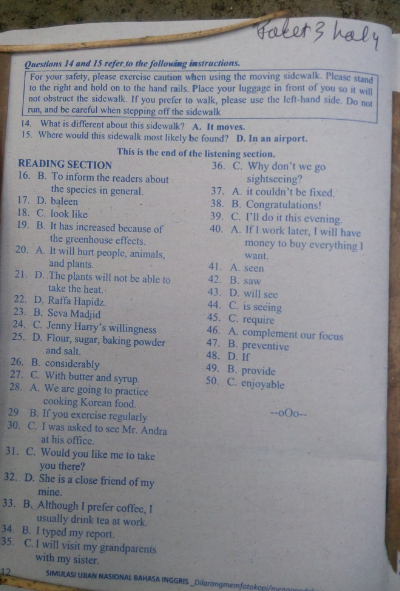 Paket 3 hal 4
Questions 14 and 15 refer to the following instructions.
For your safety, please exercise caution when using the moving sidewalk. Please stand
to the right and hold on to the hand rails. Place your luggage in front of you so it will
not obstruct the sidewalk. If you prefer to walk, please use the left-hand side. Do not
run, and be careful when stepping off the sidewalk
14. What is different about this sidewalk? A. It moves.
15. Where would this sidewalk most likely be found? D. In an airport.
This is the end of the listening section.
READING SECTION
16. B. To inform the readers about
the species in general.
17. D. baleen
18. C. look like
19. B. It has increased because of
the greenhouse effects.
20. A. It will hurt people, animals,
and plants.
21. D. The plants will not be able to
take the heat.
22. D. Raffa Hapidz.
23. B. Seva Madjid
24. C. Jenny Harry's willingness
25. D. Flour, sugar, baking powder
and salt.
26. B. considerably
27. C. With butter and syrup
28. A. We are going to practice
cooking Korean food.
29 B. If you exercise regularly
30. C. I was asked to see Mr. Andra
at his office.
31. C. Would you like me to take
you there?
32. D. She is a close friend of my
mine.
33. B. Although I prefer coffee, I
usually drink tea at work.
34. B. I typed my report.
35. C. I will visit my grandparents
with my sister.
36. C. Why don't we go
sightseeing?
37. A. it couldn't be fixed.
38. B. Congratulations!
39. C. I'll do it this evening.
40. A. If I work later, I will have
money to buy everything I
want.
41. A. seen
42. B. saw
43. D. will see
44. C. is seeing
45. C. require
46. A. complement our focus
47. B. preventive
48. D. If
49. B. provide
50. C. enjoyable
--oOo--
12 SIMULASI UJIAN NASIONAL BAHASA INGGRIS